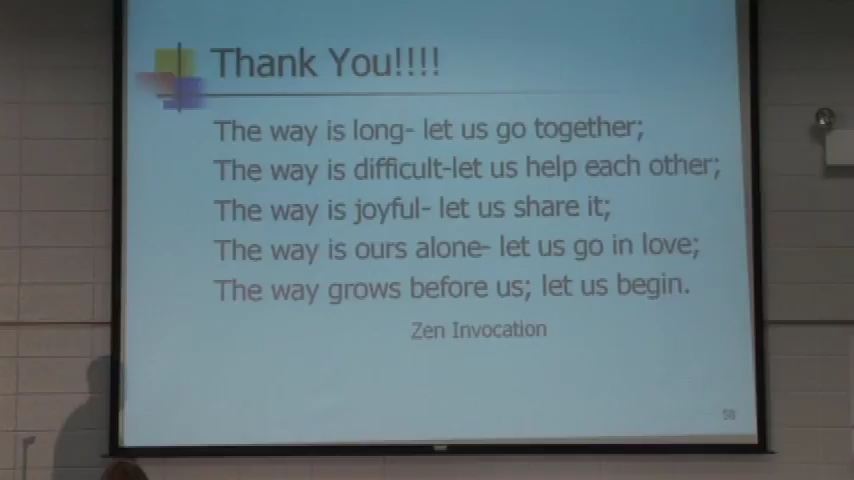 Thank You!!!!
The way is long- let us go together;
The way is difficult-let us help each other;
The way is joyful- let us share it;
The way is ours alone- let us go in love;
The way grows before us; let us begin.
Zen Invocation
58